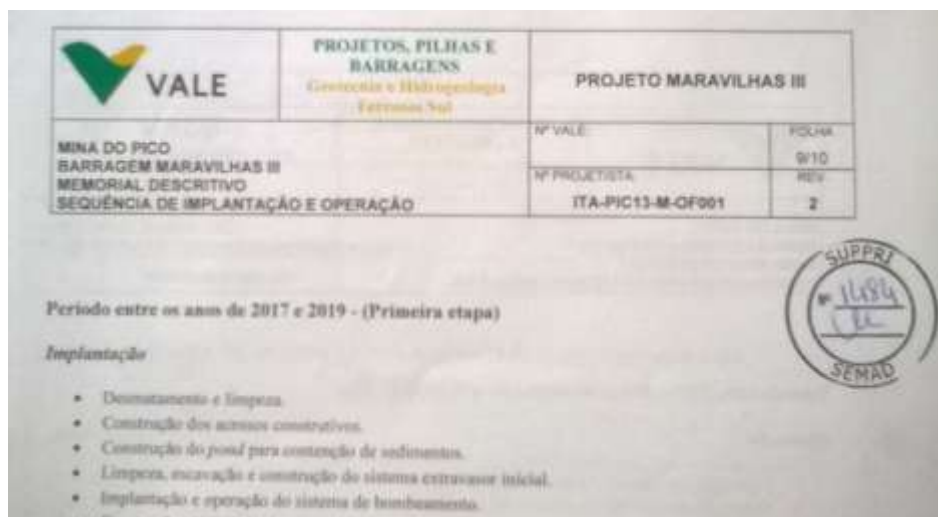 VALE
PROJETOS, PILHAS E
BARRAGENS
Geotecnia e Hidrogeologia
Ferrosos Sul
PROJETO MARAVILHAS III
MINA DO PICO
BARRAGEM MARAVILHAS III
MEMORIAL DESCRITIVO
SEQUÊNCIA DE IMPLANTAÇÃO E OPERAÇÃO
Nº VALE:
FOLHA
9/10
Nº PROJETISTA:
REV.
ITA-PIC13-M-OF001
2
SUPPRI
Nº 1484
SEMAD
Período entre os anos de 2017 e 2019 - (Primeira etapa)
Implantação
• Desmatamento e limpeza.
• Construção dos acessos construtivos.
• Construção do pond para contenção de sedimentos.
• Limpeza, escavação e construção do sistema extravasor inicial.
• Implantação e operação do sistema de bombeamento.